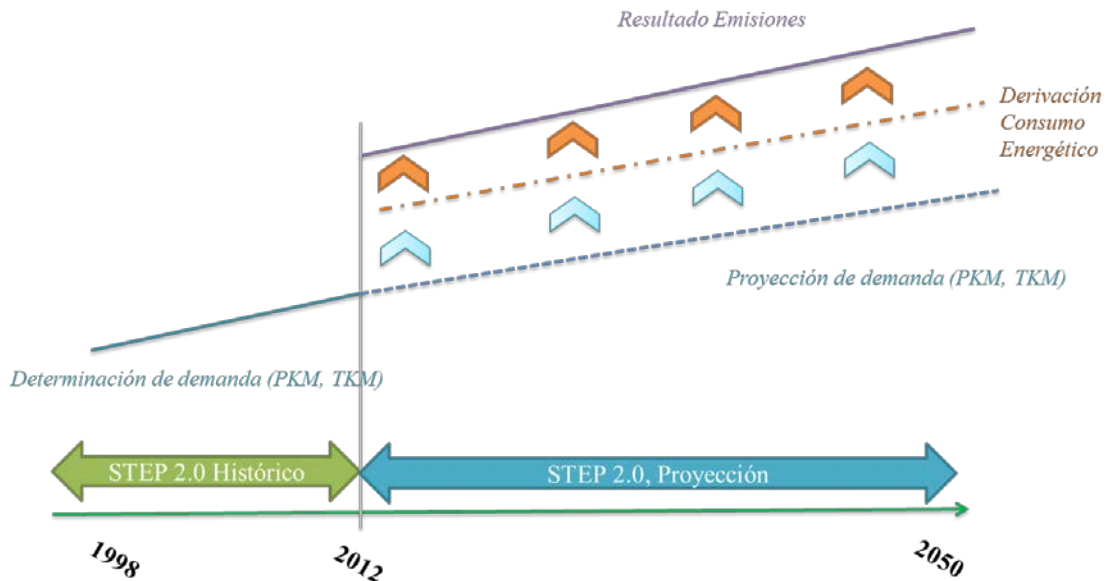 Resultado Emisiones
Derivación
Consumo
Energético
Proyección de demanda (PKM, TKM)
Determinación de demanda (PKM, TKM)
STEP 2.0 Histórico
STEP 2.0, Proyección
1998
2012
2050